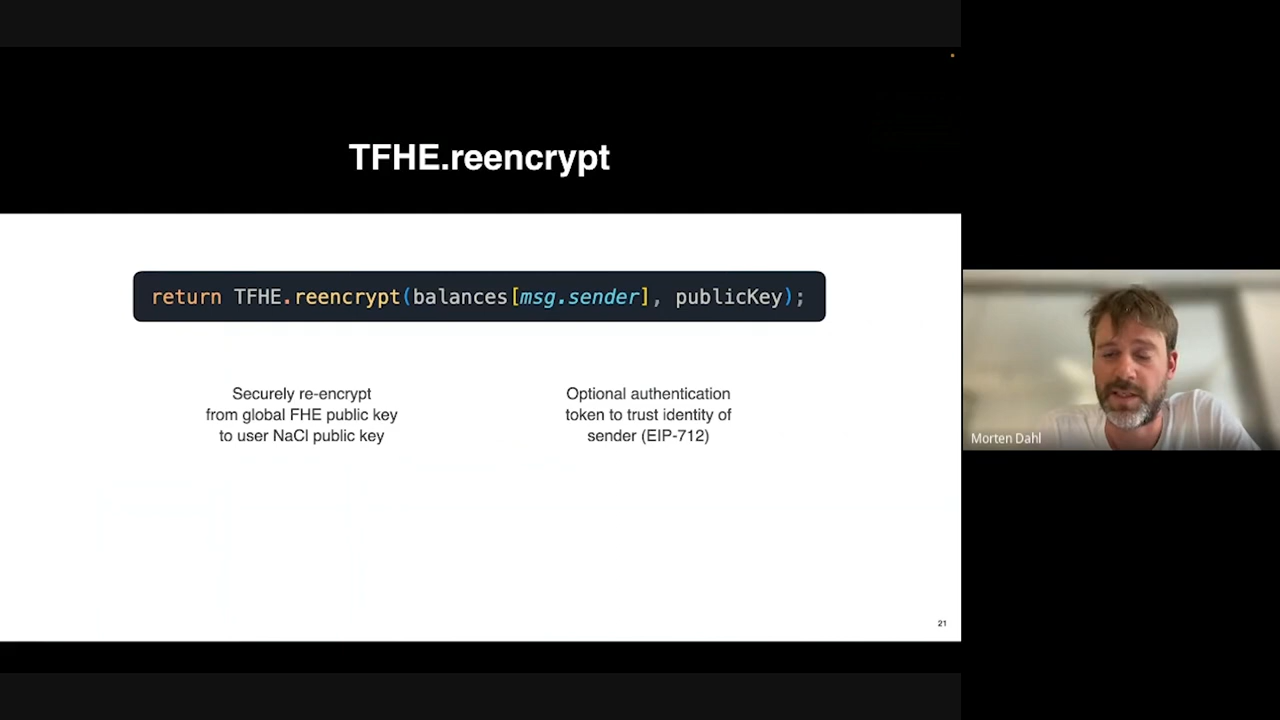 TFHE.reencrypt
return TFHE.reencrypt(balances[msg.sender], publicKey);
Securely re-encrypt
from global FHE public key
to user NaCl public key
Optional authentication
token to trust identity of
sender (EIP-712)
21
Morten Dahl